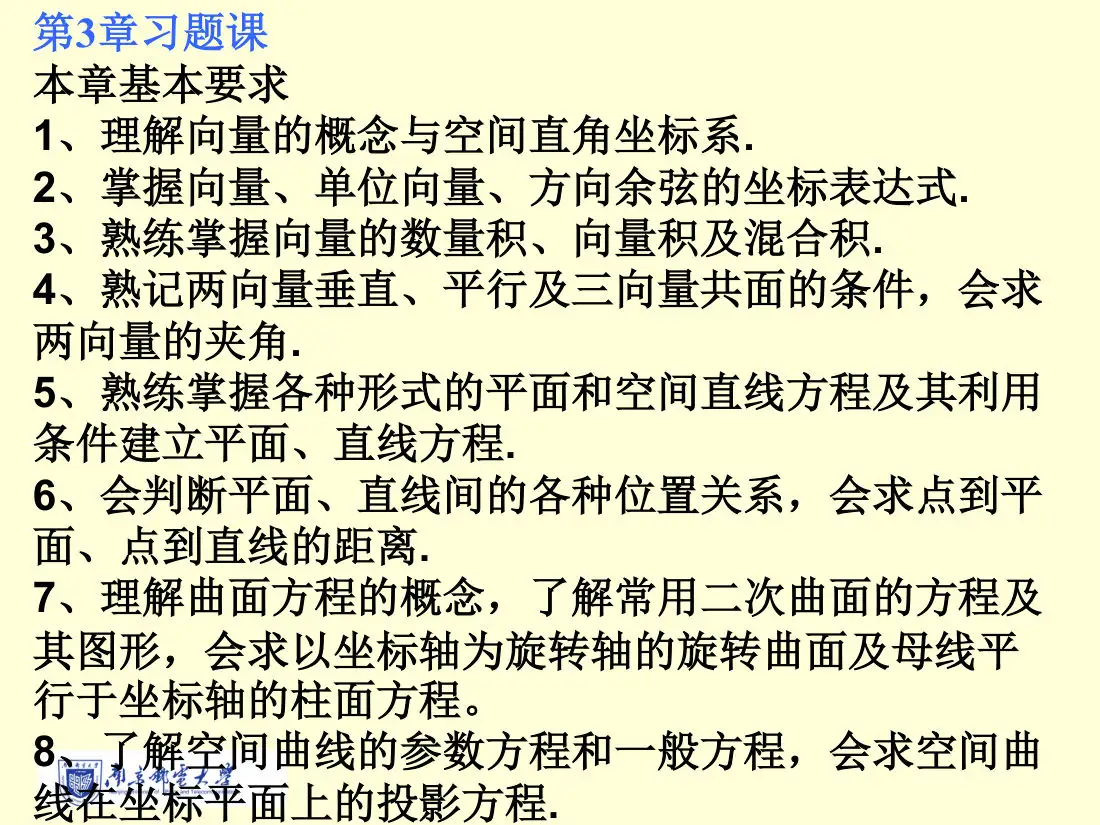 第3章习题课
本章基本要求
1、理解向量的概念与空间直角坐标系.
2、掌握向量、单位向量、方向余弦的坐标表达式.
3、熟练掌握向量的数量积、向量积及混合积.
4、熟记两向量垂直、平行及三向量共面的条件，会求
两向量的夹角.
5、熟练掌握各种形式的平面和空间直线方程及其利用
条件建立平面、直线方程.
6、会判断平面、直线间的各种位置关系，会求点到平
面、点到直线的距离.
7、理解曲面方程的概念，了解常用二次曲面的方程及
其图形，会求以坐标轴为旋转轴的旋转曲面及母线平
行于坐标轴的柱面方程。
8、了解空间曲线的参数方程和一般方程，会求空间曲
南京邮电大学
线在坐标平面上的投影方程.